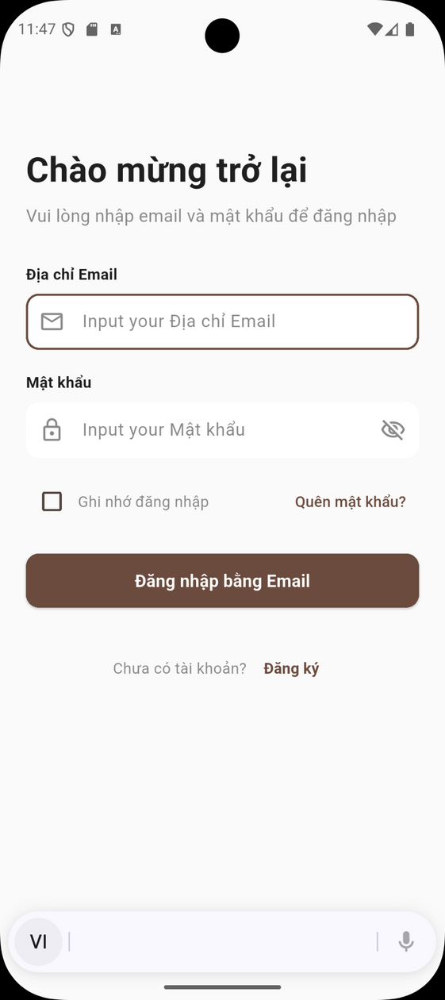 11:47
Chào mừng trở lại
Vui lòng nhập email và mật khẩu để đăng nhập
Địa chỉ Email
Input your Địa chỉ Email
Mật khẩu
Input your Mật khẩu
Ghi nhớ đăng nhập Quên mật khẩu?
Đăng nhập bằng Email
Chưa có tài khoản? Đăng ký
VI